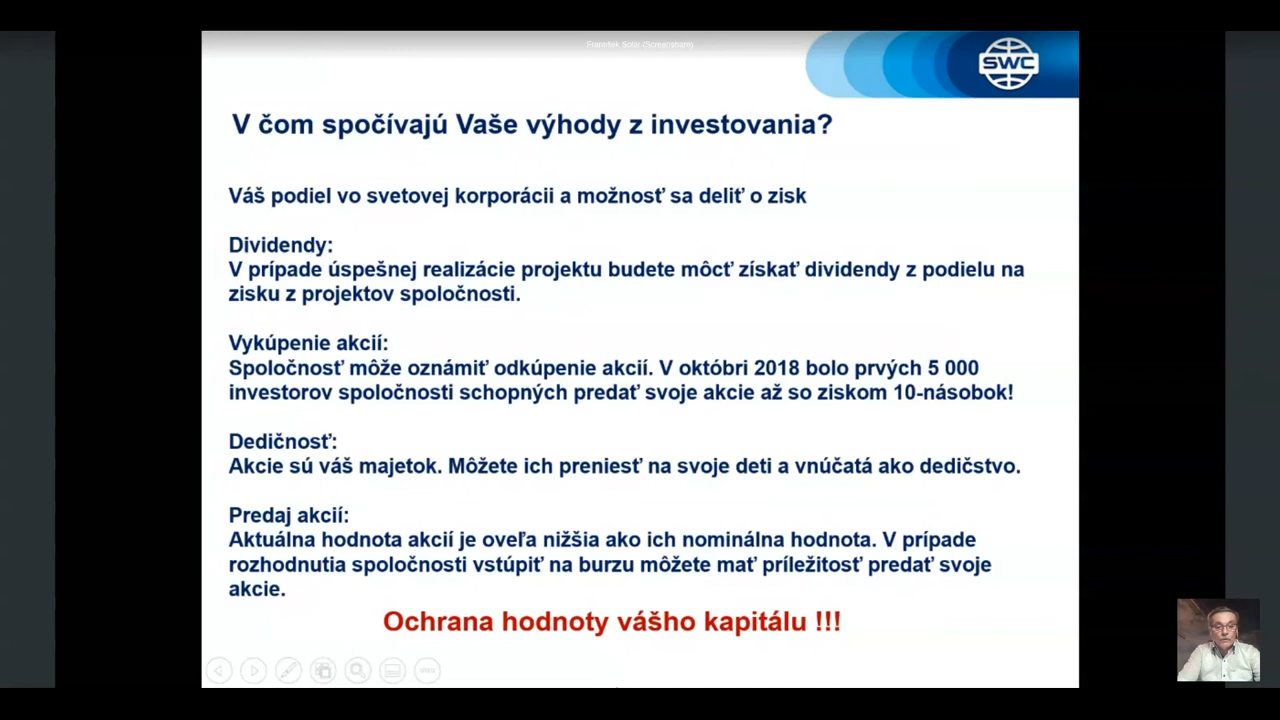 František Solár (Screenshare)
SWC
V čom spočívajú Vaše výhody z investovania?
Váš podiel vo svetovej korporácii a možnosť sa deliť o zisk
Dividendy:
V prípade úspešnej realizácie projektu budete môcť získať dividendy z podielu na
zisku z projektov spoločnosti.
Vykúpenie akcií:
Spoločnosť môže oznámiť odkúpenie akcií. V októbri 2018 bolo prvých 5 000
investorov spoločnosti schopných predať svoje akcie až so ziskom 10-násobok!
Dedičnosť:
Akcie sú váš majetok. Môžete ich preniesť na svoje deti a vnúčatá ako dedičstvo.
Predaj akcií:
Aktuálna hodnota akcií je oveľa nižšia ako ich nominálna hodnota. V prípade
rozhodnutia spoločnosti vstúpiť na burzu môžete mať príležitosť predať svoje
akcie.
Ochrana hodnoty vášho kapitálu !!!